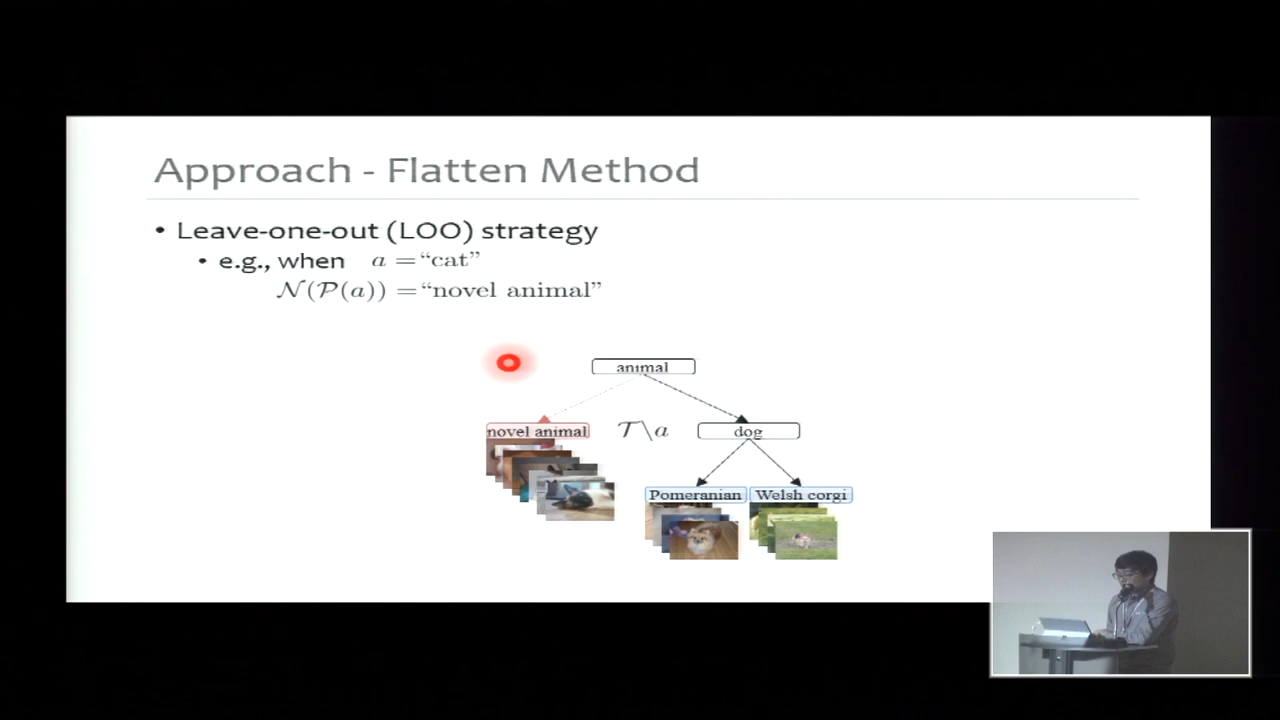 Approach - Flatten Method
• Leave-one-out (LOO) strategy
• e.g., when a = “cat”
𝒩(𝒫(a)) = “novel animal”
animal
novel animal
𝒯\a
dog
Pomeranian
Welsh corgi